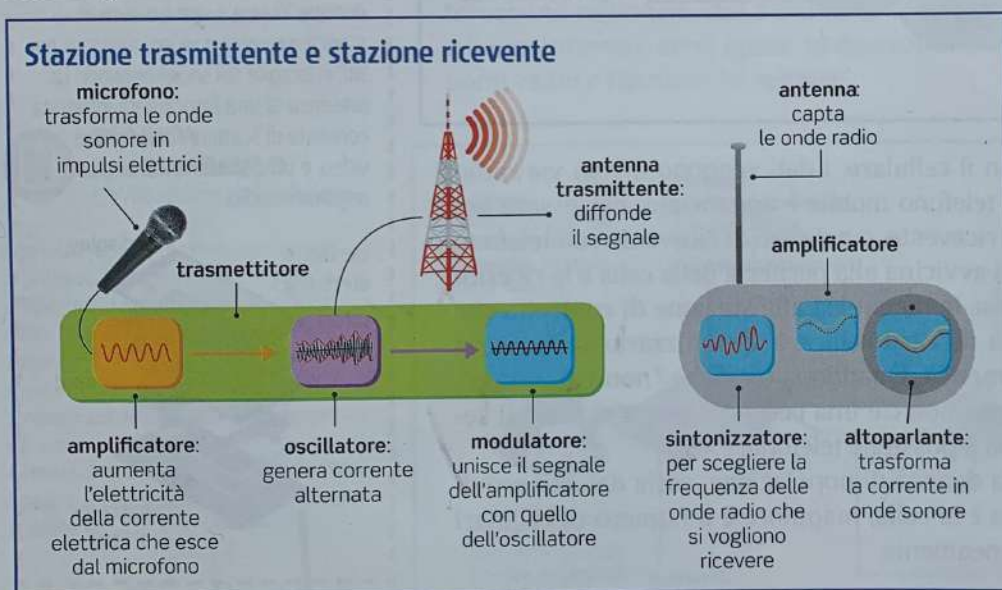 Stazione trasmittente e stazione ricevente
microfono:
trasforma le onde
sonore in
impulsi elettrici
trasmettitore
antenna
trasmittente:
diffonde
il segnale
antenna:
capta
le onde radio
amplificatore
amplificatore:
aumenta
l'elettricità
della corrente
elettrica che esce
dal microfono
oscillatore:
genera corrente
alternata
modulatore:
unisce il segnale
dell'amplificatore
con quello
dell'oscillatore
sintonizzatore:
per scegliere la
frequenza delle
onde radio che
si vogliono
ricevere
altoparlante:
trasforma
la corrente in
onde sonore